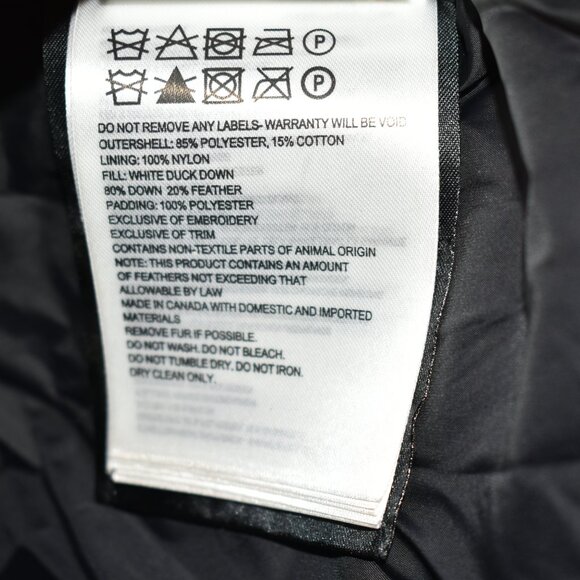 P
P
DO NOT REMOVE ANY LABELS- WARRANTY WILL BE VOID
OUTERSHELL: 85% POLYESTER, 15% COTTON
LINING: 100% NYLON
FILL: WHITE DUCK DOWN
80% DOWN 20% FEATHER
PADDING: 100% POLYESTER
EXCLUSIVE OF EMBROIDERY
EXCLUSIVE OF TRIM
CONTAINS NON-TEXTILE PARTS OF ANIMAL ORIGIN
NOTE: THIS PRODUCT CONTAINS AN AMOUNT
OF FEATHERS NOT EXCEEDING THAT
ALLOWABLE BY LAW
MADE IN CANADA WITH DOMESTIC AND IMPORTED
MATERIALS
REMOVE FUR IF POSSIBLE.
DO NOT WASH. DO NOT BLEACH.
DO NOT TUMBLE DRY. DO NOT IRON.
DRY CLEAN ONLY.